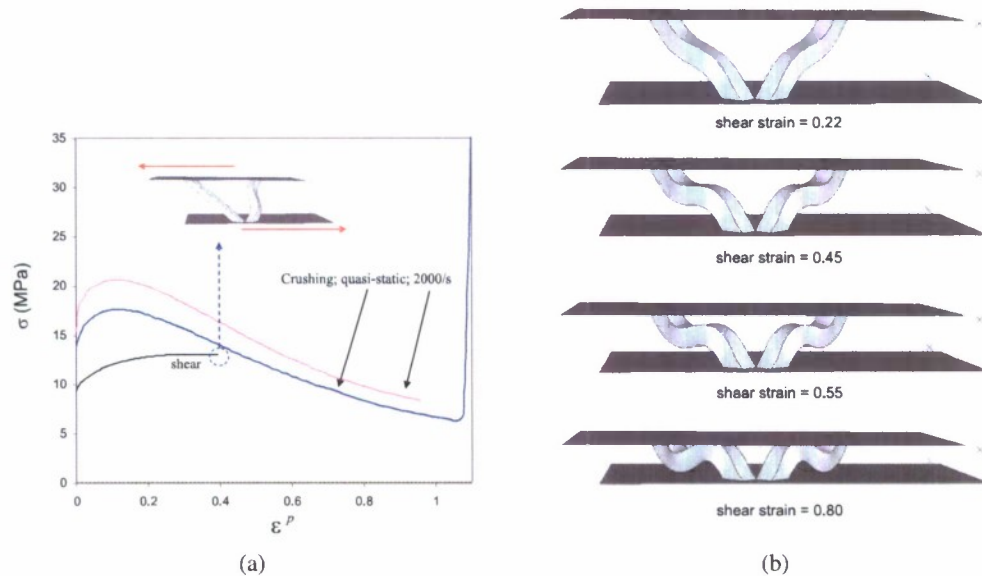 35
30
25
20
15
10
5
0
σ (MPa)
Crushing; quasi-static; 2000/s
shear
0 0.2 0.4 0.6 0.8 1
ε p
(a)
shear strain = 0.22
shear strain = 0.45
shear strain = 0.55
shear strain = 0.80
(b)